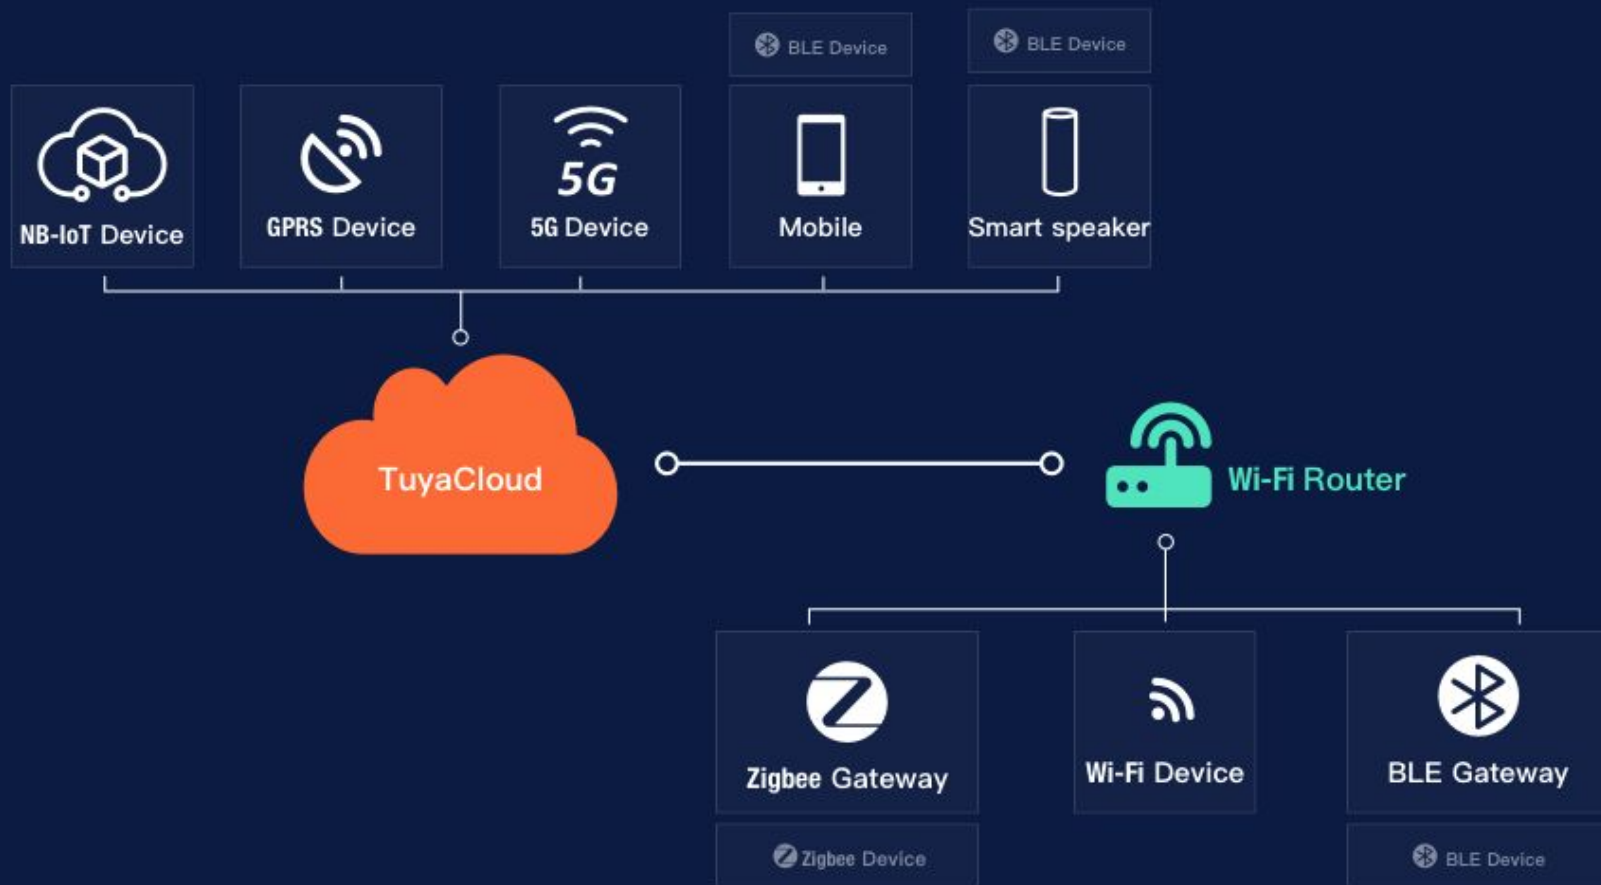 BLE Device
BLE Device
5G
NB-IoT Device
GPRS Device
5G Device
Mobile
Smart speaker
TuyaCloud
Wi-Fi Router
Zigbee Gateway
Wi-Fi Device
BLE Gateway
Zigbee Device
BLE Device